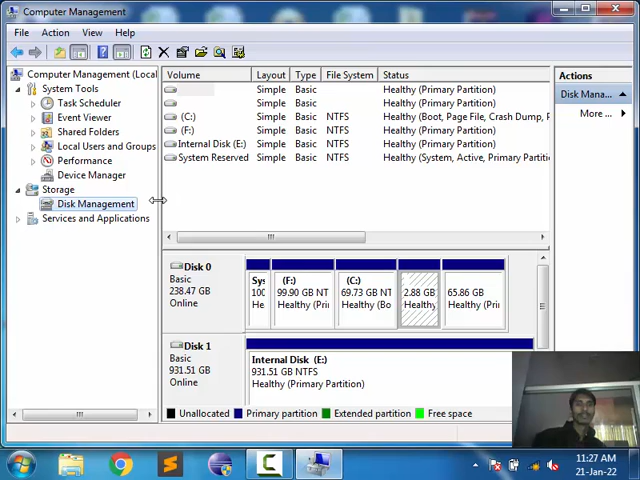 Computer Management
File Action View Help
Computer Management (Local
System Tools
Task Scheduler
Event Viewer
Shared Folders
Local Users and Groups
Performance
Device Manager
Storage
Disk Management
Services and Applications
Volume Layout Type File System Status
Simple Basic Healthy (Primary Partition)
Simple Basic Healthy (Primary Partition)
(C:) Simple Basic NTFS Healthy (Boot, Page File, Crash Dump, P
(F:) Simple Basic NTFS Healthy (Primary Partition)
Internal Disk (E:) Simple Basic NTFS Healthy (Primary Partition)
System Reserved Simple Basic NTFS Healthy (System, Active, Primary Partiti
Actions
Disk Mana...
More ...
Disk 0
Basic
238.47 GB
Online
Sys
100
He
(F:)
99.90 GB NT
Healthy (Pri
(C:)
69.73 GB NT
Healthy (Bo
2.88 GB
Healthy
65.86 GB
Healthy (Pri
Disk 1
Basic
931.51 GB
Online
Internal Disk (E:)
931.51 GB NTFS
Healthy (Primary Partition)
Unallocated Primary partition Extended partition Free space
11:27 AM
21-Jan-22